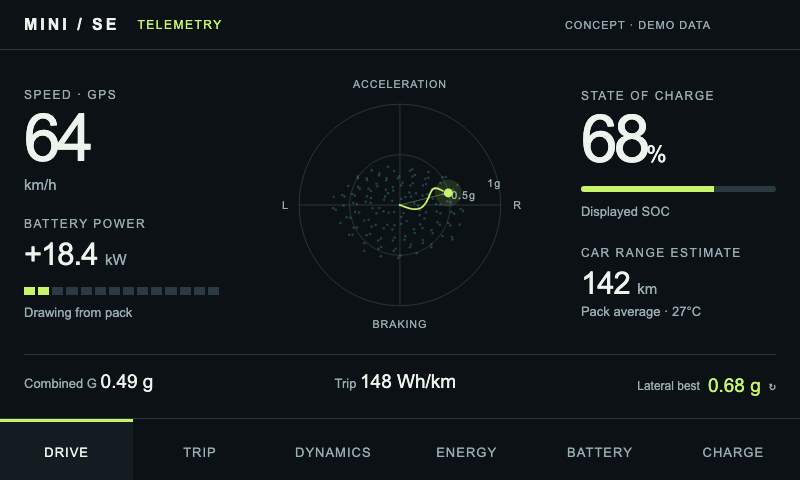 MINI / SE TELEMETRY CONCEPT · DEMO DATA
SPEED · GPS
64
km/h
BATTERY POWER
+18.4 kW
Drawing from pack
ACCELERATION
L
0.5g
1g
R
BRAKING
STATE OF CHARGE
68%
Displayed SOC
CAR RANGE ESTIMATE
142 km
Pack average · 27°C
Combined G 0.49 g
Trip 148 Wh/km
Lateral best 0.68 g ↻
DRIVE TRIP DYNAMICS ENERGY BATTERY CHARGE